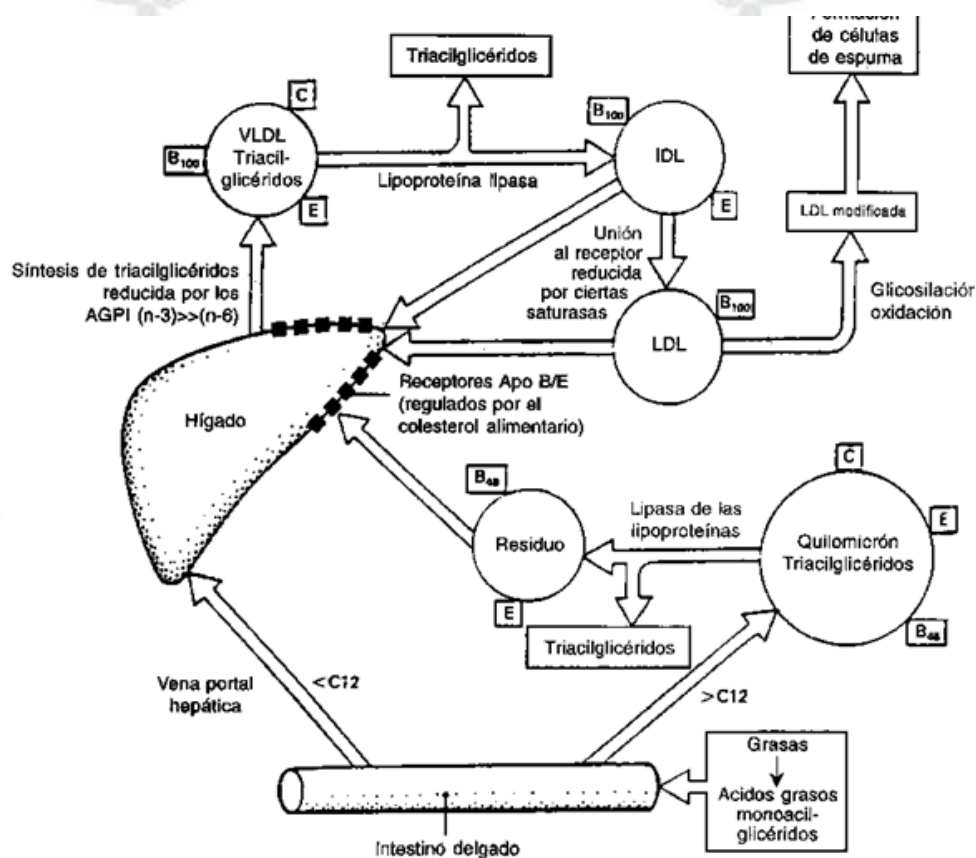 Formación
de células
de espuma
Triacilglicéridos
C
VLDL
Triacil-
glicéridos
B100
E
Lipoproteína lipasa
B100
IDL
E
LDL modificada
Síntesis de triacilglicéridos
reducida por los
AGPI (n-3)>>(n-6)
Unión
al receptor
reducida
por ciertas
saturasas
B100
LDL
Glicosilación
oxidación
Hígado
Receptores Apo B/E
(regulados por el
colesterol alimentario)
B48
Residuo
E
Lipasa de las
lipoproteínas
Triacilglicéridos
C
E
Quilomicrón
Triacilglicéridos
B48
Vena portal
hepática
<C12
>C12
Grasas
Acidos grasos
monoacil-
glicéridos
Intestino delgado